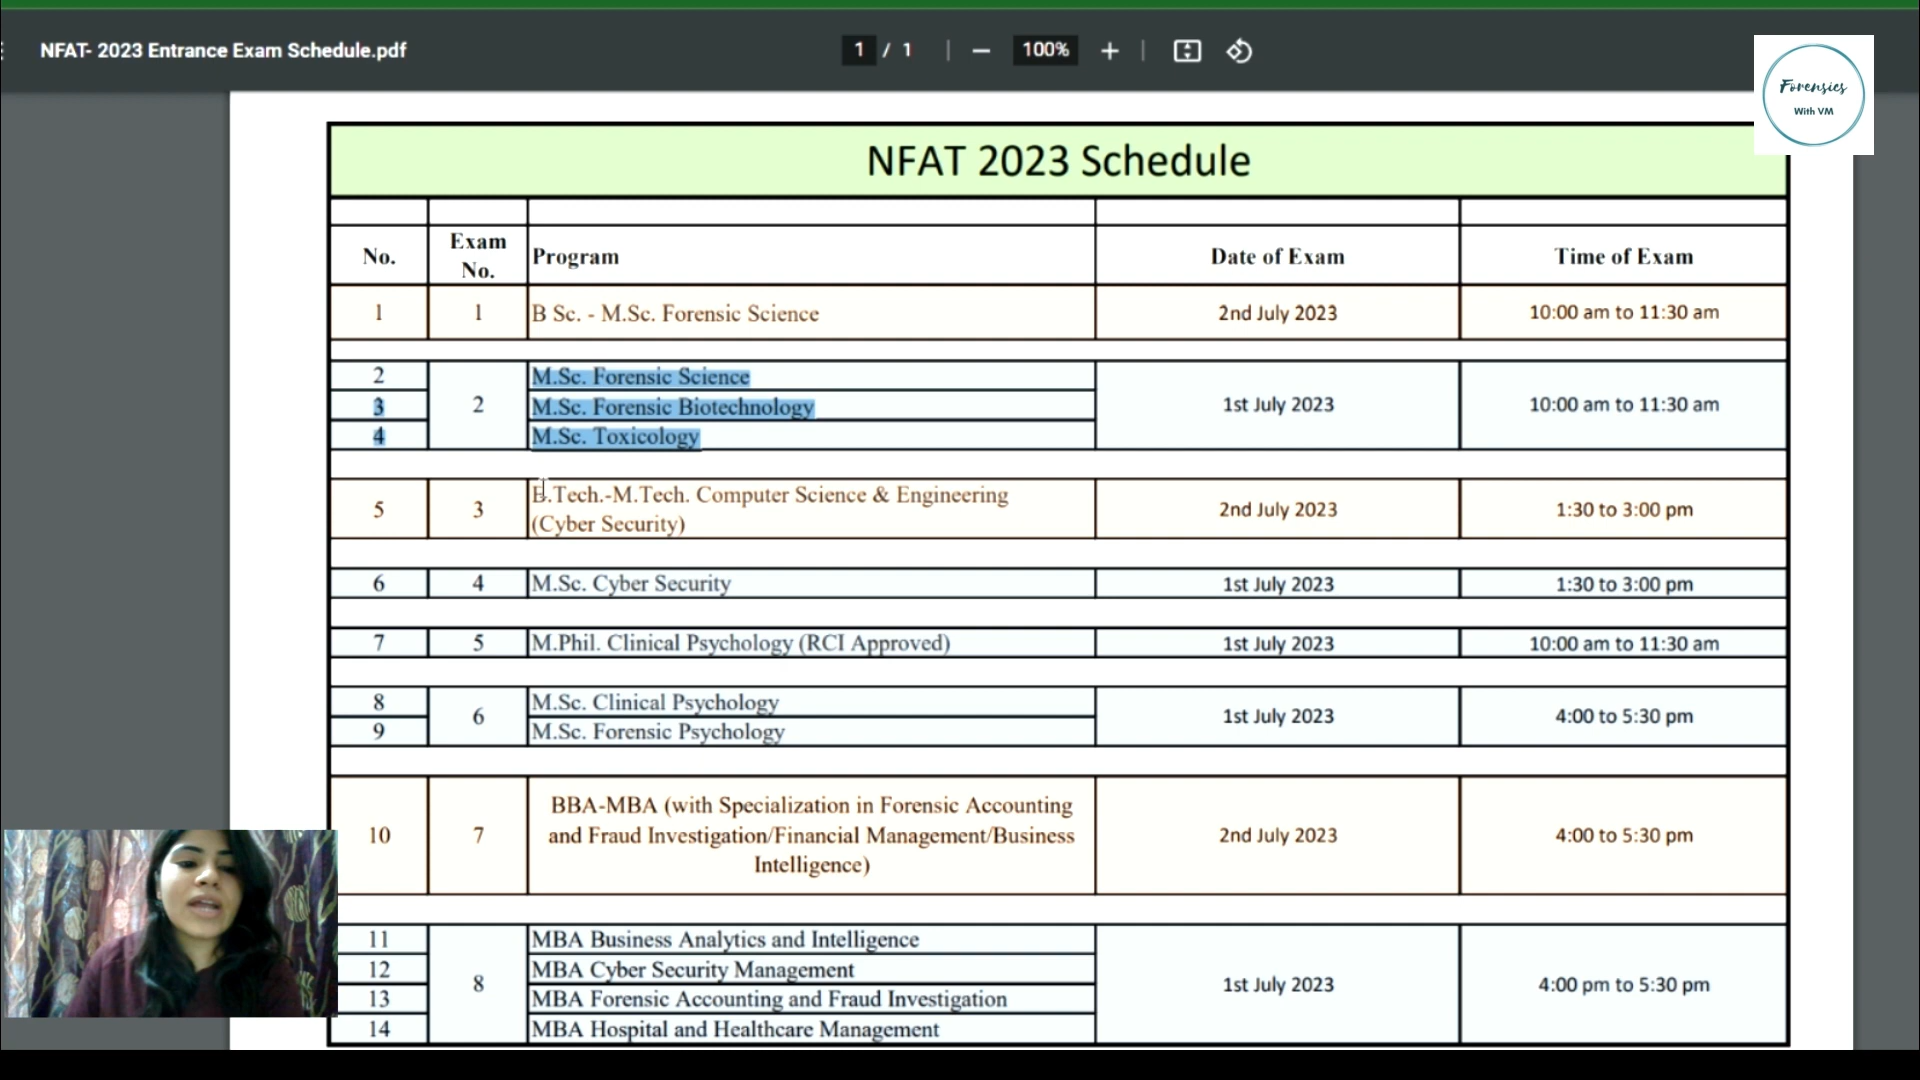 NFAT- 2023 Entrance Exam Schedule.pdf
1 / 1
100%
Forensics
With VM
NFAT 2023 Schedule
No. Exam No. Program Date of Exam Time of Exam
1 1 B Sc. - M.Sc. Forensic Science 2nd July 2023 10:00 am to 11:30 am
2 M.Sc. Forensic Science
3 2 M.Sc. Forensic Biotechnology 1st July 2023 10:00 am to 11:30 am
4 M.Sc. Toxicology
5 3 B.Tech.-M.Tech. Computer Science & Engineering 2nd July 2023 1:30 to 3:00 pm
(Cyber Security)
6 4 M.Sc. Cyber Security 1st July 2023 1:30 to 3:00 pm
7 5 M.Phil. Clinical Psychology (RCI Approved) 1st July 2023 10:00 am to 11:30 am
8 M.Sc. Clinical Psychology
6 1st July 2023 4:00 to 5:30 pm
9 M.Sc. Forensic Psychology
BBA-MBA (with Specialization in Forensic Accounting
10 7 and Fraud Investigation/Financial Management/Business 2nd July 2023 4:00 to 5:30 pm
Intelligence)
11 MBA Business Analytics and Intelligence
12 MBA Cyber Security Management
8 1st July 2023 4:00 pm to 5:30 pm
13 MBA Forensic Accounting and Fraud Investigation
14 MBA Hospital and Healthcare Management